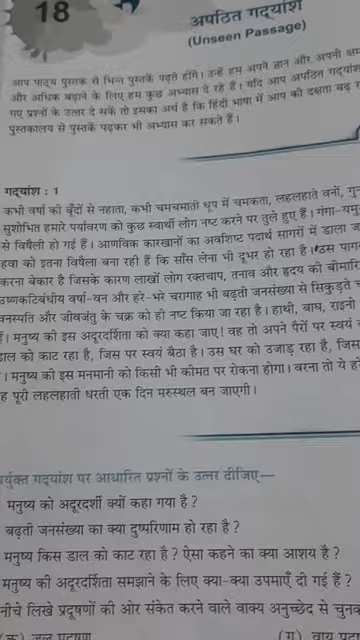 18
अपठित गद्यांश
(Unseen Passage)
आप पाठ्य पुस्तक से भिन्न पुस्तकें पढ़ते होंगे। उन्हें हम अपने ज्ञान और अपनी
और अधिक बढ़ाने के लिए हम कुछ अभ्यास दे रहे हैं। यदि आप अपठित गद्यांश
गए प्रश्नों के उत्तर दे सकें तो इसका अर्थ है कि हिंदी भाषा में आप की दक्षता बढ़
पुस्तकालय से पुस्तकें पढ़कर भी अभ्यास कर सकते हैं।
गद्यांश : 1
कभी वर्षा की बूँदों से नहाता, कभी चमचमाती धूप में चमकता, लहलहाते वनों,
सुशोभित हमारे पर्यावरण को कुछ स्वार्थी लोग नष्ट करने पर तुले हुए हैं। गंगा-यमु
से विषैली हो गई हैं। आणविक कारखानों का अवशिष्ट पदार्थ सागरों में डाला ज
हवा को इतना विषैला बना रही हैं कि साँस लेना भी दूभर हो रहा है। उस पाग
करना बेकार है जिसके कारण लाखों लोग रक्तचाप, तनाव और हृदय की बीमारि
उष्णकटिबंधीय वर्षा-वन और हरे-भरे चरागाह भी बढ़ती जनसंख्या से सिकुड़ते
वनस्पति और जीवजंतु के चक्र को ही नष्ट किया जा रहा है। हाथी, बाघ, राइनो
हैं। मनुष्य की इस अदूरदर्शिता को क्या कहा जाए! वह तो अपने पैरों पर स्वयं
डाल को काट रहा है, जिस पर स्वयं बैठा है। उस घर को उजाड़ रहा है, जिस
। मनुष्य की इस मनमानी को किसी भी कीमत पर रोकना होगा। वरना तो ये हरे
ह पूरी लहलहाती धरती एक दिन मरुस्थल बन जाएगी।
र्युक्त गद्यांश पर आधारित प्रश्नों के उत्तर दीजिए—
मनुष्य को अदूरदर्शी क्यों कहा गया है?
बढ़ती जनसंख्या का क्या दुष्परिणाम हो रहा है?
मनुष्य किस डाल को काट रहा है? ऐसा कहने का क्या आशय है?
मनुष्य की अदूरदर्शिता समझाने के लिए क्या-क्या उपमाएँ दी गई हैं?
नीचे लिखे प्रदूषणों की ओर संकेत करने वाले वाक्य अनुच्छेद से चुनक
(क) जल प्रदूषण (ग) वायु